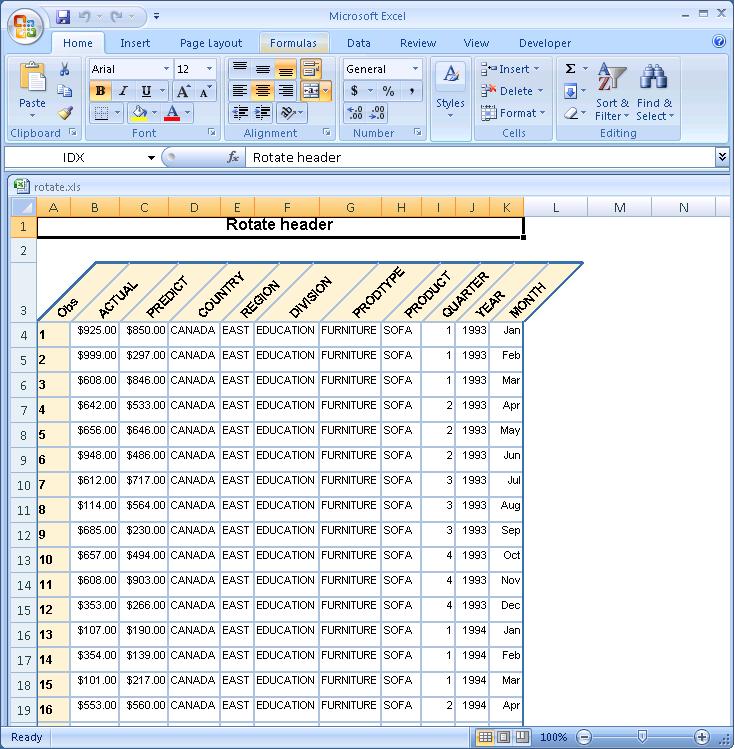 Microsoft Excel
Home Insert Page Layout Formulas Data Review View Developer
Paste
Clipboard
Arial 12
B I U A A
A
Font
Alignment
General
$ % ,
.00 .00
Number
A
Styles
Insert
Delete
Format
Cells
Σ
Sort & Filter
Find & Select
Editing
IDX fx Rotate header
rotate.xls
A B C D E F G H I J K L M N
1 Rotate header
2
3 Obs ACTUAL PREDICT COUNTRY REGION DIVISION PRODTYPE PRODUCT QUARTER YEAR MONTH
4 1 $925.00 $850.00 CANADA EAST EDUCATION FURNITURE SOFA 1 1993 Jan
5 2 $999.00 $297.00 CANADA EAST EDUCATION FURNITURE SOFA 1 1993 Feb
6 3 $608.00 $846.00 CANADA EAST EDUCATION FURNITURE SOFA 1 1993 Mar
7 4 $642.00 $533.00 CANADA EAST EDUCATION FURNITURE SOFA 2 1993 Apr
8 5 $656.00 $646.00 CANADA EAST EDUCATION FURNITURE SOFA 2 1993 May
9 6 $948.00 $486.00 CANADA EAST EDUCATION FURNITURE SOFA 2 1993 Jun
10 7 $612.00 $717.00 CANADA EAST EDUCATION FURNITURE SOFA 3 1993 Jul
11 8 $114.00 $564.00 CANADA EAST EDUCATION FURNITURE SOFA 3 1993 Aug
12 9 $685.00 $230.00 CANADA EAST EDUCATION FURNITURE SOFA 3 1993 Sep
13 10 $657.00 $494.00 CANADA EAST EDUCATION FURNITURE SOFA 4 1993 Oct
14 11 $608.00 $903.00 CANADA EAST EDUCATION FURNITURE SOFA 4 1993 Nov
15 12 $353.00 $266.00 CANADA EAST EDUCATION FURNITURE SOFA 4 1993 Dec
16 13 $107.00 $190.00 CANADA EAST EDUCATION FURNITURE SOFA 1 1994 Jan
17 14 $354.00 $139.00 CANADA EAST EDUCATION FURNITURE SOFA 1 1994 Feb
18 15 $101.00 $217.00 CANADA EAST EDUCATION FURNITURE SOFA 1 1994 Mar
19 16 $553.00 $560.00 CANADA EAST EDUCATION FURNITURE SOFA 2 1994 Apr
Ready 100%